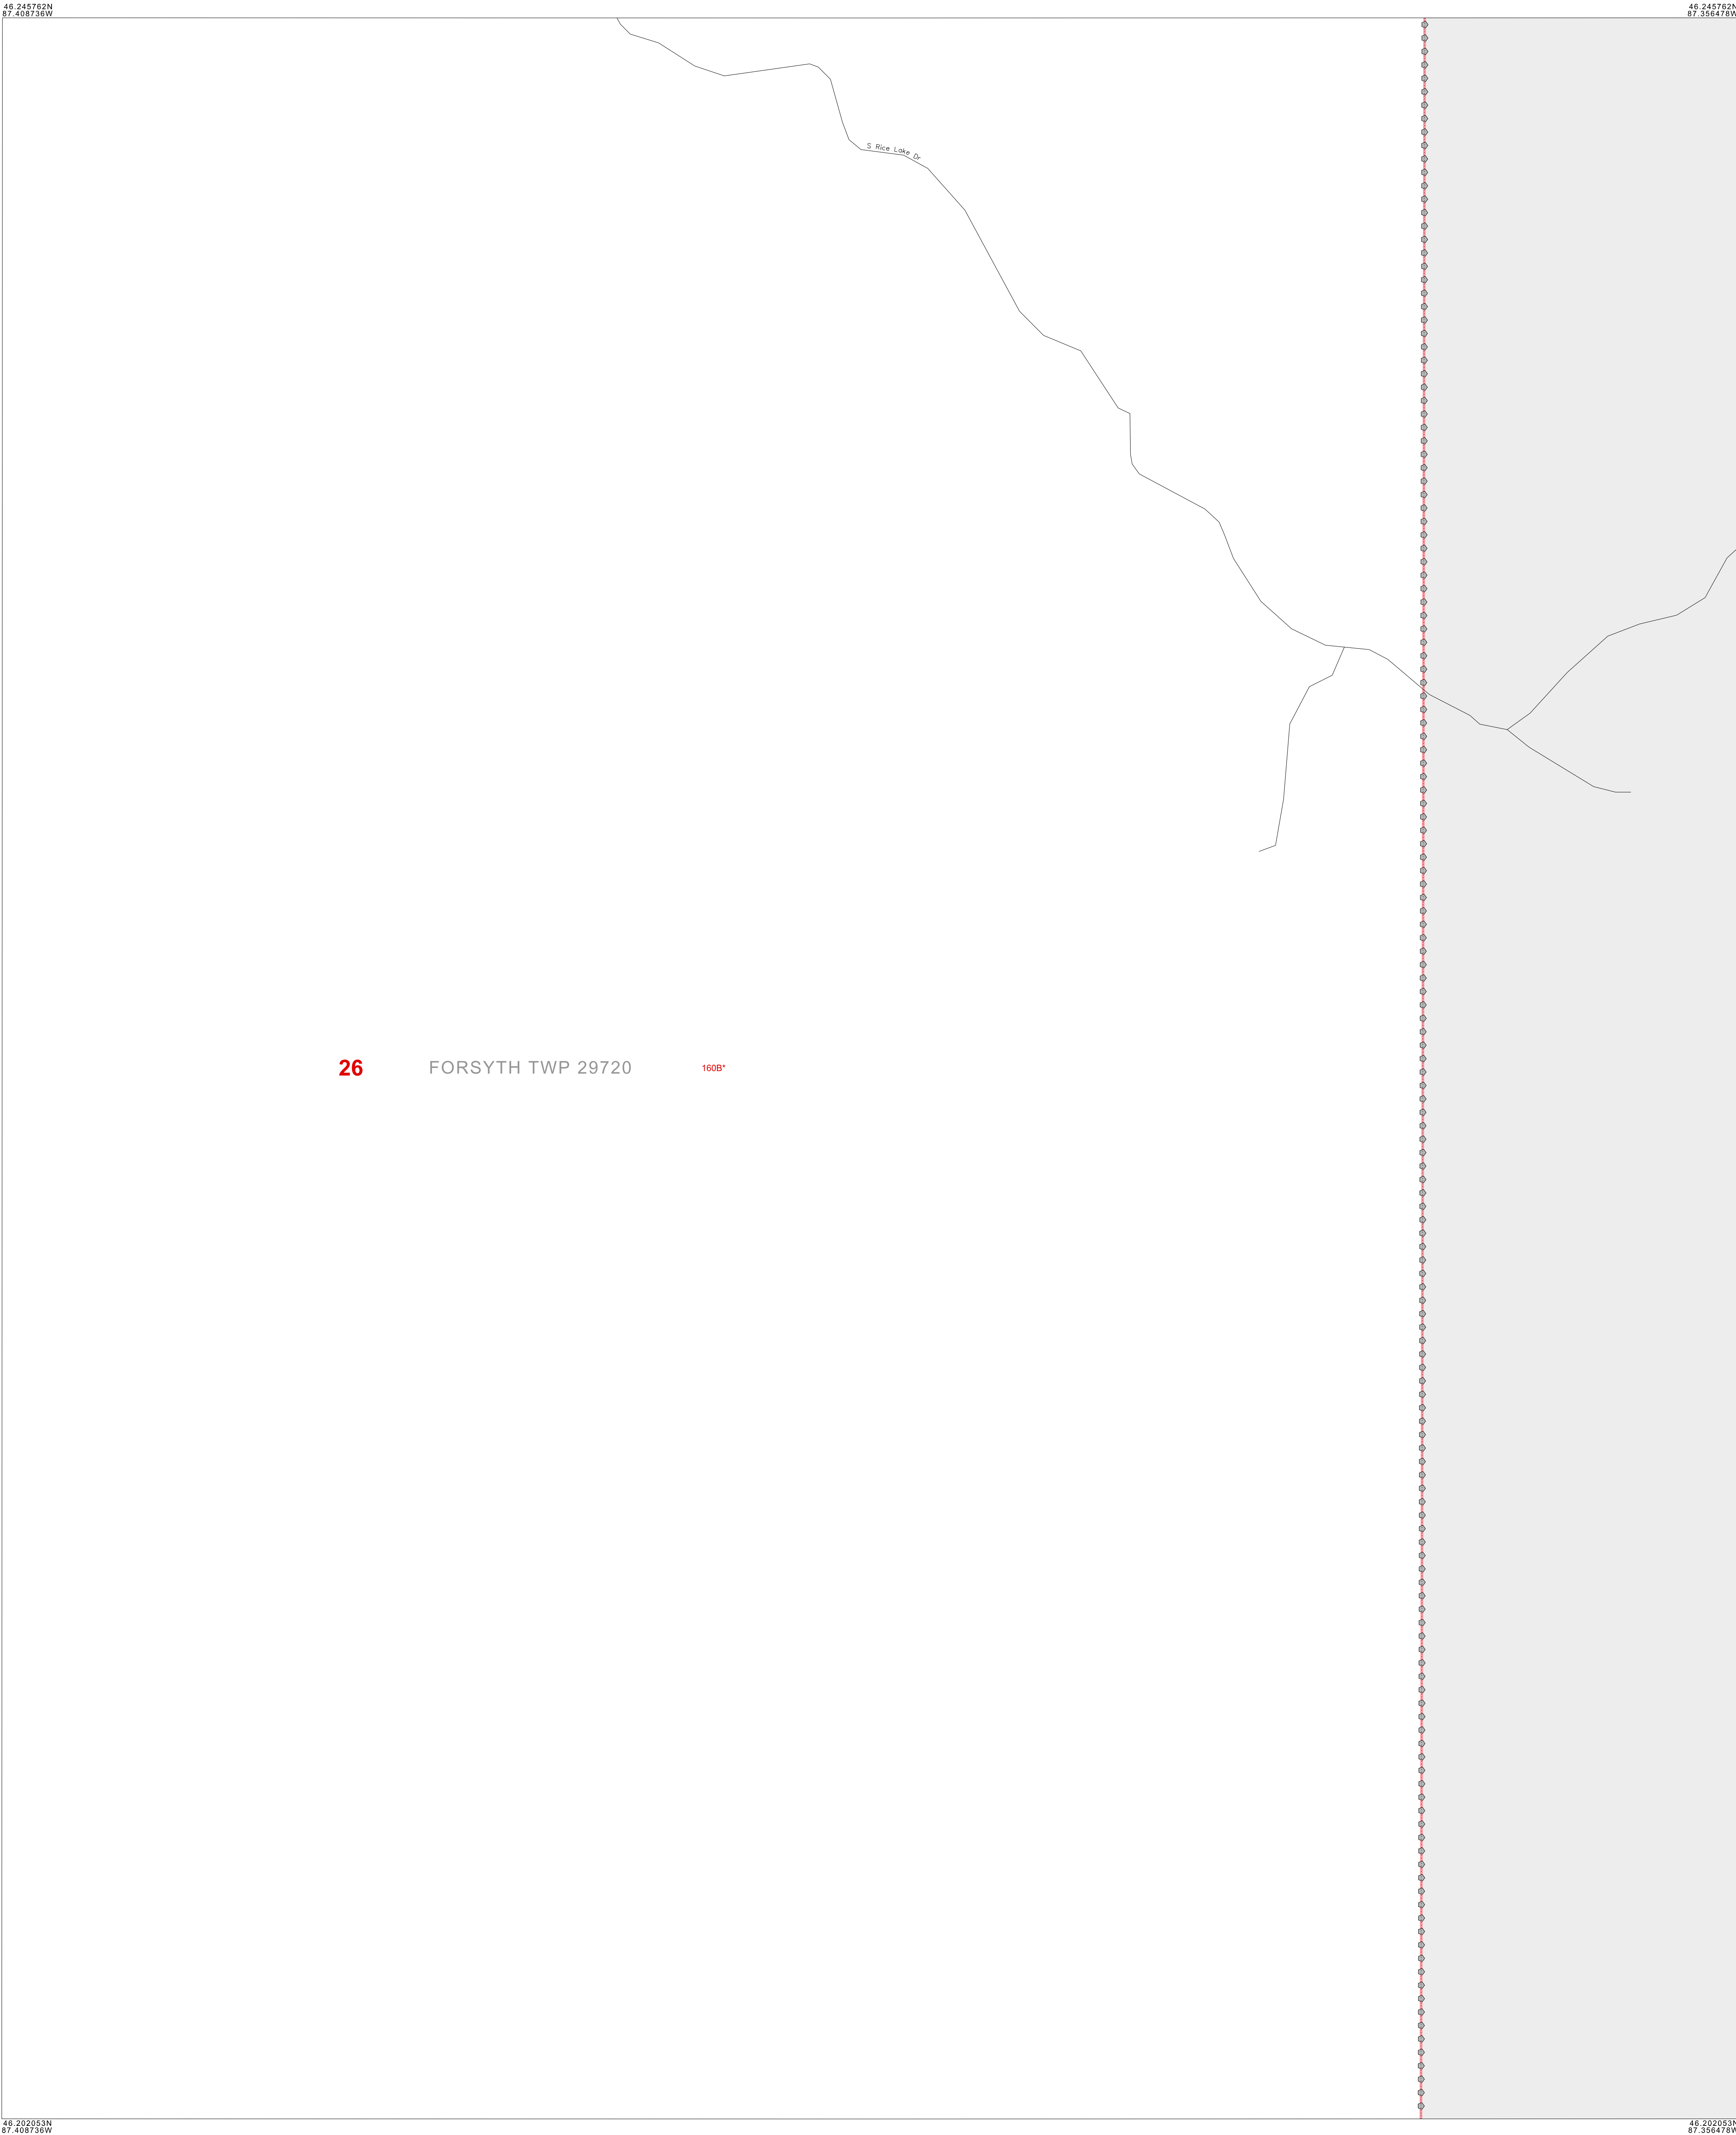 46.245762N
87.408736W
46.245762N
87.356478W
S Rice Lake Dr
26 FORSYTH TWP 29720 160B*
46.202053N
87.408736W
46.202053N
87.356478W